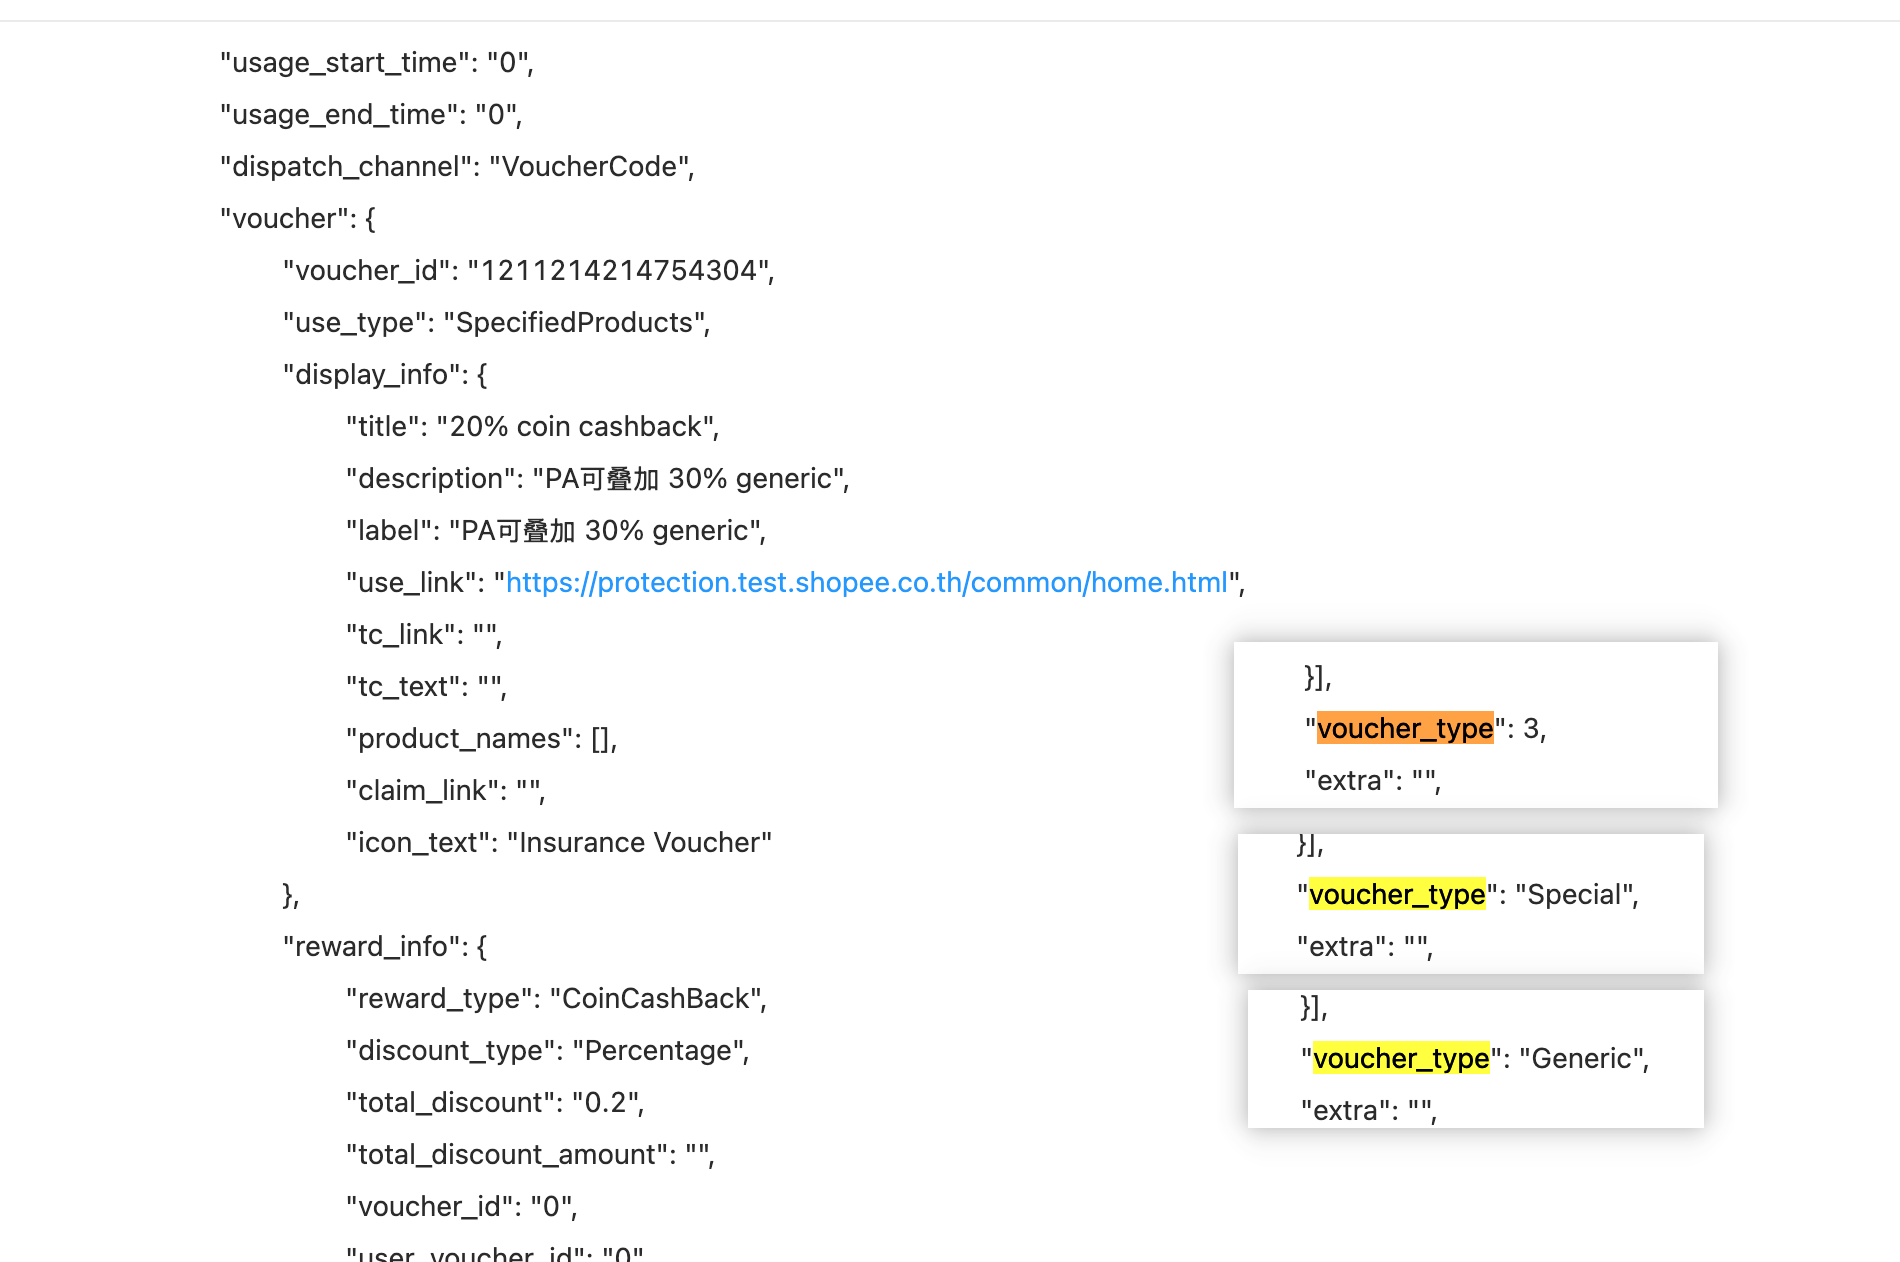 "usage_start_time": "0",
"usage_end_time": "0",
"dispatch_channel": "VoucherCode",
"voucher": {
"voucher_id": "1211214214754304",
"use_type": "SpecifiedProducts",
"display_info": {
"title": "20% coin cashback",
"description": "PA可叠加 30% generic",
"label": "PA可叠加 30% generic",
"use_link": "https://protection.test.shopee.co.th/common/home.html",
"tc_link": "",
"tc_text": "",
"product_names": [],
"claim_link": "",
"icon_text": "Insurance Voucher"
},
"reward_info": {
"reward_type": "CoinCashBack",
"discount_type": "Percentage",
"total_discount": "0.2",
"total_discount_amount": "",
"voucher_id": "0",
"user_voucher_id": "0"
}],
"voucher_type": 3,
"extra": "",
}],
"voucher_type": "Special",
"extra": "",
}],
"voucher_type": "Generic",
"extra": "",